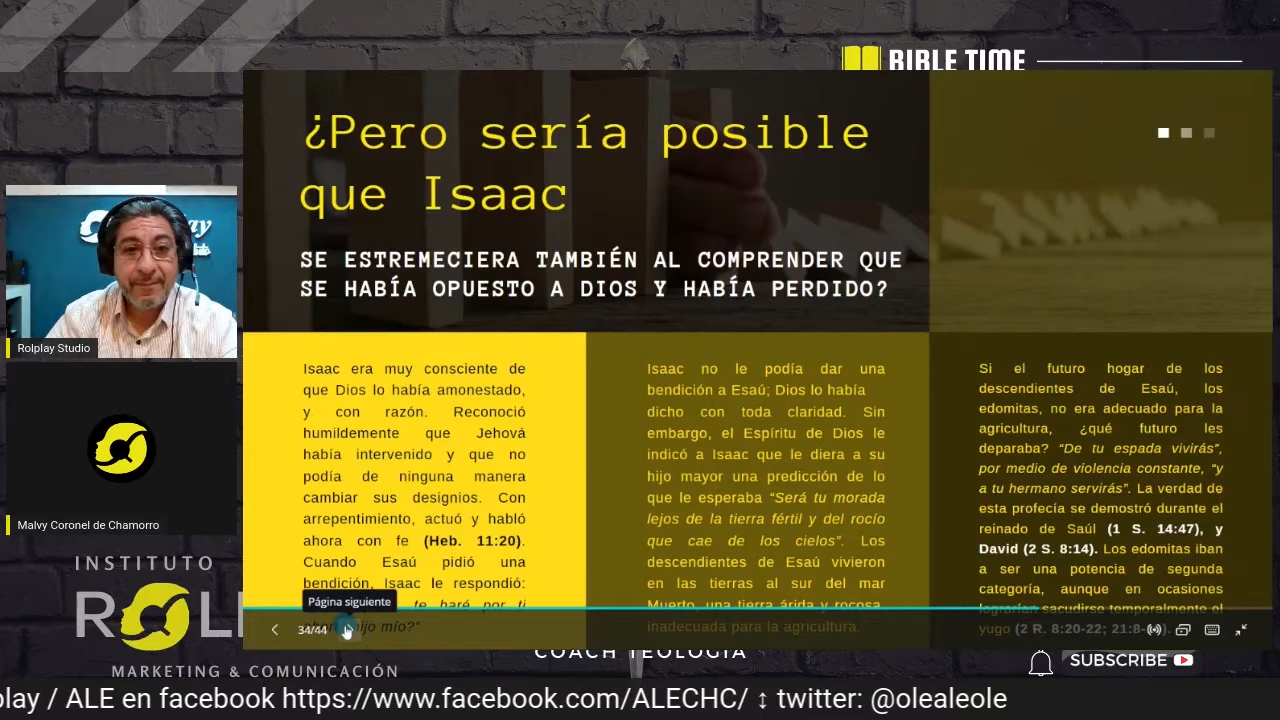 BIBLE TIME
¿Pero sería posible
que Isaac
SE ESTREMECIERA TAMBIÉN AL COMPRENDER QUE
SE HABÍA OPUESTO A DIOS Y HABÍA PERDIDO?
Isaac era muy consciente de
que Dios lo había amonestado,
y con razón. Reconoció
humildemente que Jehová
había intervenido y que no
podía de ninguna manera
cambiar sus designios. Con
arrepentimiento, actuó y habló
ahora con fe (Heb. 11:20).
Cuando Esaú pidió una
bendición, Isaac le respondió:
te haré por ti
hijo mío?”
Isaac no le podía dar una
bendición a Esaú; Dios lo había
dicho con toda claridad. Sin
embargo, el Espíritu de Dios le
indicó a Isaac que le diera a su
hijo mayor una predicción de lo
que le esperaba “Será tu morada
lejos de la tierra fértil y del rocío
que cae de los cielos”. Los
descendientes de Esaú vivieron
en las tierras al sur del mar
Muerto, una tierra árida y rocosa,
inadecuada para la agricultura.
Si el futuro hogar de los
descendientes de Esaú, los
edomitas, no era adecuado para la
agricultura, ¿qué futuro les
deparaba? “De tu espada vivirás”,
por medio de violencia constante, “y
a tu hermano servirás”. La verdad de
esta profecía se demostró durante el
reinado de Saúl (1 S. 14:47), y
David (2 S. 8:14). Los edomitas iban
a ser una potencia de segunda
categoría, aunque en ocasiones
lograrían sacudirse temporalmente el
yugo (2 R. 8:20-22; 21:8-
Página siguiente
34/44
Rolplay Studio
Malvy Coronel de Chamorro
INSTITUTO
ROL
MARKETING & COMUNICACIÓN
COACH TEOLOGÍA
SUBSCRIBE
play / ALE en facebook https://www.facebook.com/ALECHC/ ↕ twitter: @olealeole